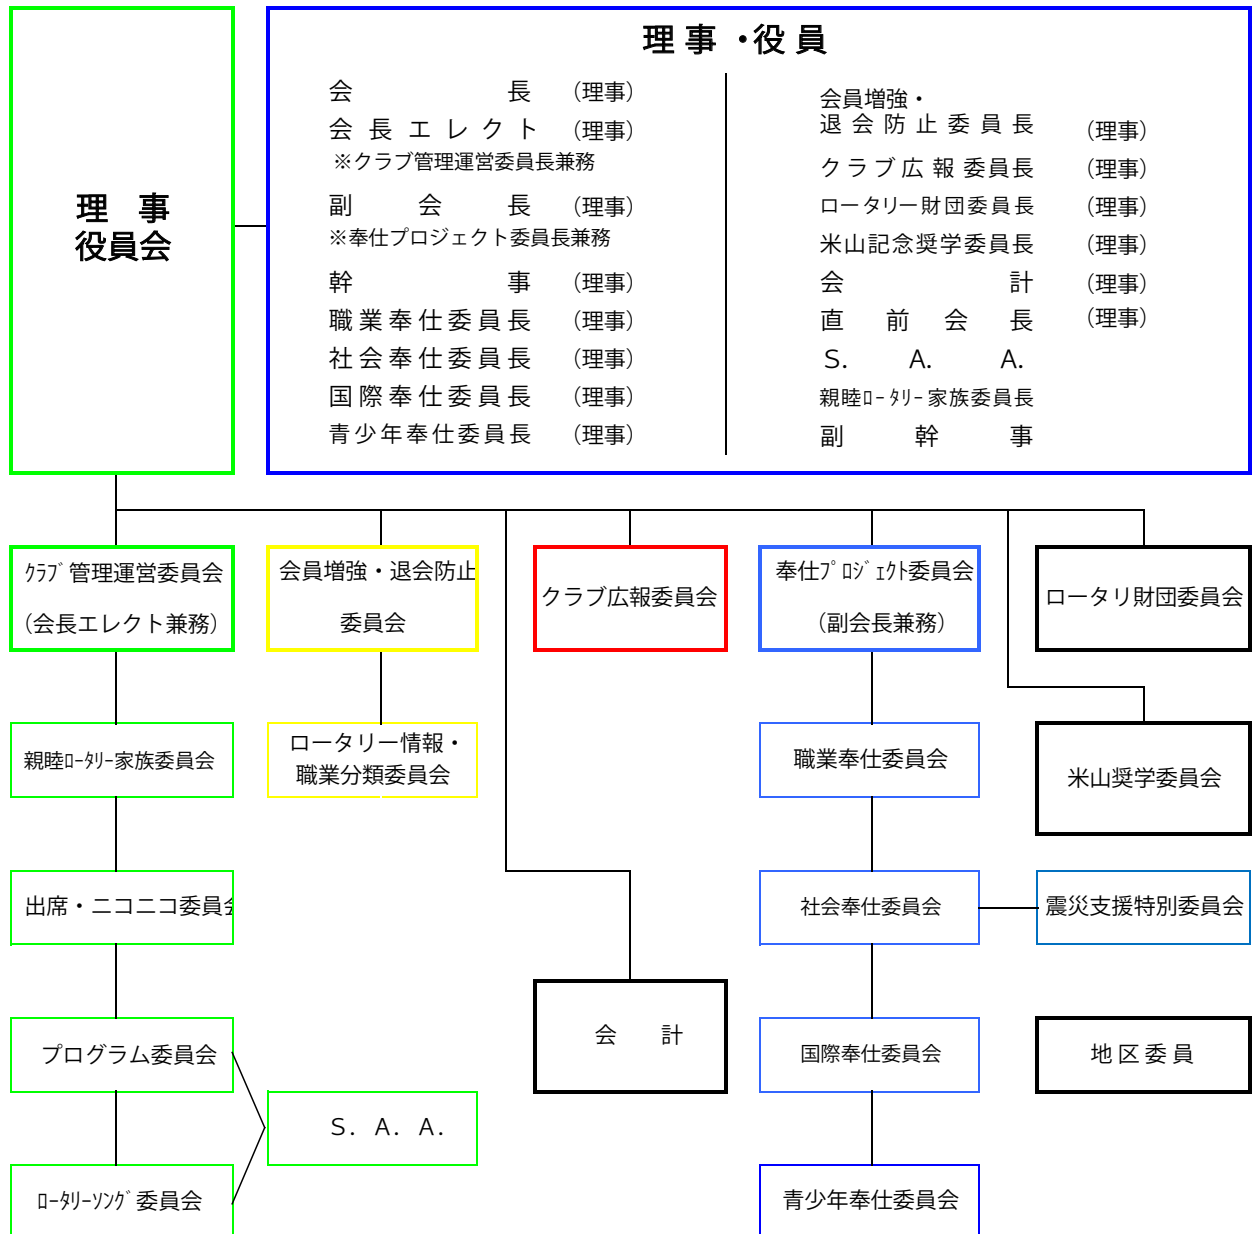 理事・役員
理事
役員会
会長（理事）
会長エレクト（理事）
※クラブ管理運営委員長兼務
副会長（理事）
※奉仕プロジェクト委員長兼務
幹事（理事）
職業奉仕委員長（理事）
社会奉仕委員長（理事）
国際奉仕委員長（理事）
青少年奉仕委員長（理事）
会員増強・
退会防止委員長（理事）
クラブ広報委員長（理事）
ロータリー財団委員長（理事）
米山記念奨学委員長（理事）
会計（理事）
直前会長（理事）
Ｓ．Ａ．Ａ．
親睦ﾛｰﾀﾘｰ家族委員長
副幹事
ｸﾗﾌﾞ管理運営委員会
（会長エレクト兼務）
会員増強・退会防止
委員会
クラブ広報委員会
奉仕ﾌﾟﾛｼﾞｪｸﾄ委員会
（副会長兼務）
ロータリ財団委員会
親睦ﾛｰﾀﾘｰ家族委員会
ロータリー情報・
職業分類委員会
職業奉仕委員会
米山奨学委員会
出席・ニコニコ委員会
社会奉仕委員会
震災支援特別委員会
プログラム委員会
会計
国際奉仕委員会
地区委員
Ｓ．Ａ．Ａ．
ﾛｰﾀﾘｰｿﾝｸﾞ委員会
青少年奉仕委員会